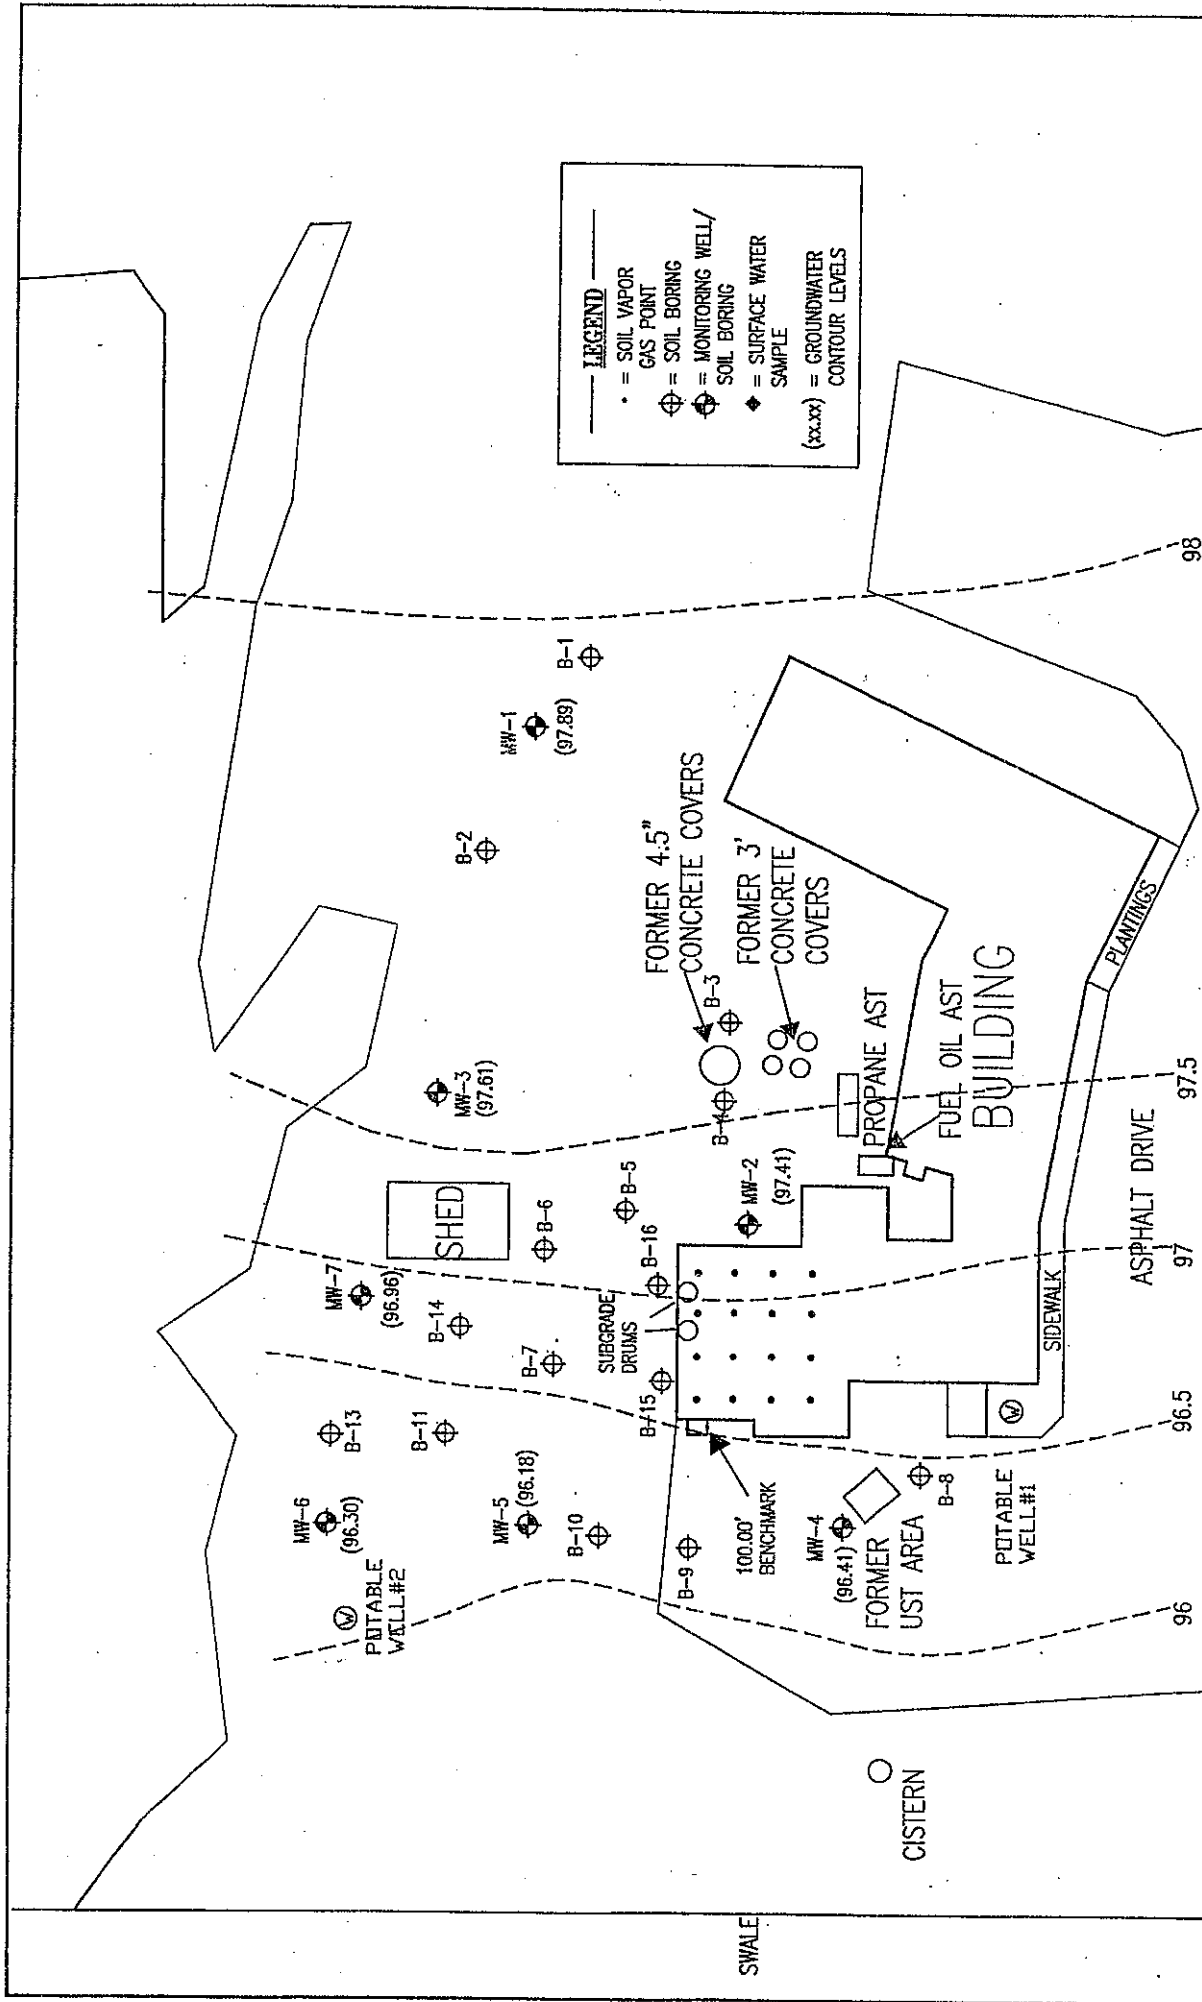 LEGEND
• = SOIL VAPOR
GAS POINT
= SOIL BORING
= MONITORING WELL/
SOIL BORING
◆ = SURFACE WATER
SAMPLE
(xx.xx) = GROUNDWATER
CONTOUR LEVELS
MW-6
(96.30)
B-13
POTABLE
WELL#2
MW-7
(96.96)
B-11
B-14
SHED
MW-3
(97.61)
B-2
MW-1
(97.89)
B-1
MW-5
(96.18)
B-10
B-7
B-6
B-5
B-9
B-15
SUBGRADE
DRUMS
B-16
B-4
B-3
FORMER 4.5"
CONCRETE COVERS
FORMER 3'
CONCRETE
COVERS
SWALE
100.00'
BENCHMARK
MW-2
(97.41)
MW-4
(96.41)
FORMER
UST AREA
B-8
PROPANE AST
FUEL OIL AST
BUILDING
CISTERN
POTABLE
WELL#1
W
W
SIDEWALK
PLANTINGS
ASPHALT DRIVE
96
96.5
97
97.5
98